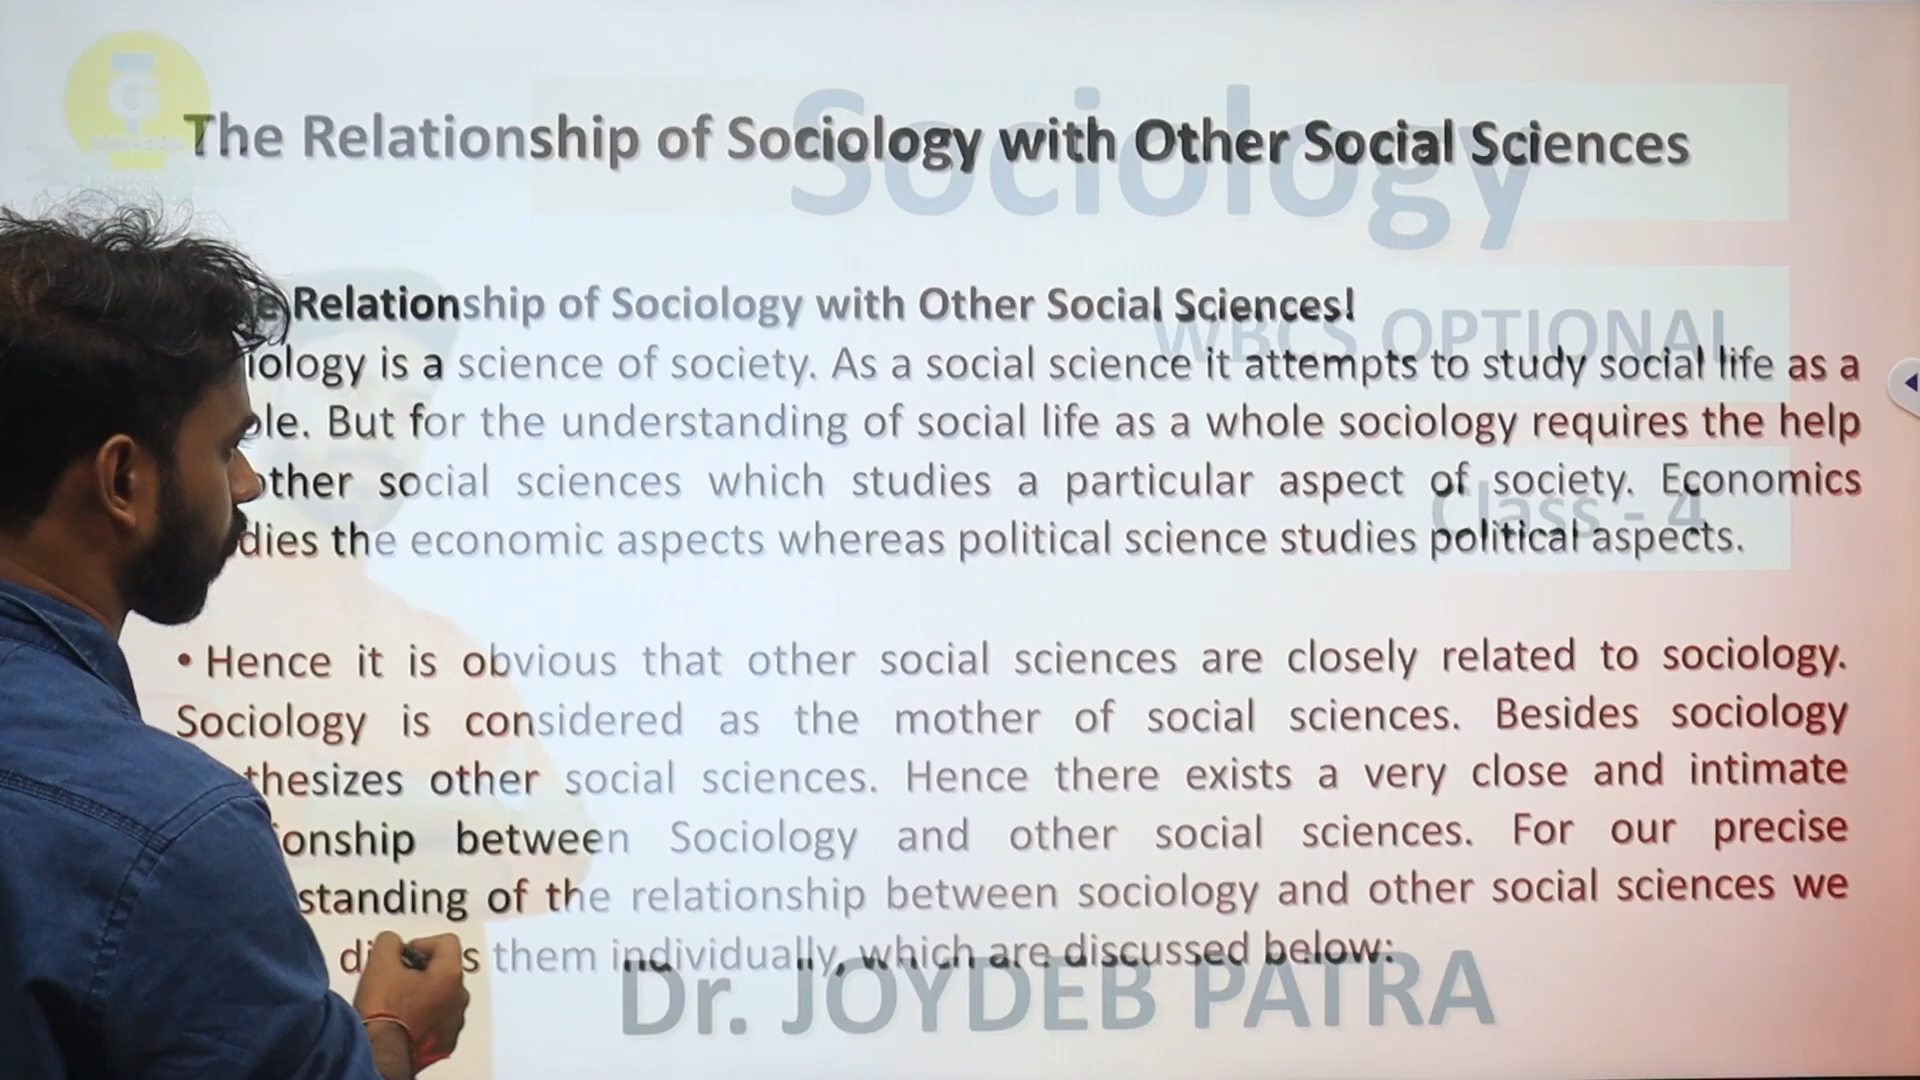 The Relationship of Sociology with Other Social Sciences
Sociology
Relationship of Sociology with Other Social Sciences!
WBCS OPTIONAL
iology is a science of society. As a social science it attempts to study social life as a
ole. But for the understanding of social life as a whole sociology requires the help
other social sciences which studies a particular aspect of society. Economics
Class - 4
dies the economic aspects whereas political science studies political aspects.
• Hence it is obvious that other social sciences are closely related to sociology.
Sociology is considered as the mother of social sciences. Besides sociology
thesizes other social sciences. Hence there exists a very close and intimate
onship between Sociology and other social sciences. For our precise
standing of the relationship between sociology and other social sciences we
them individually, which are discussed below:
Dr. JOYDEB PATRA